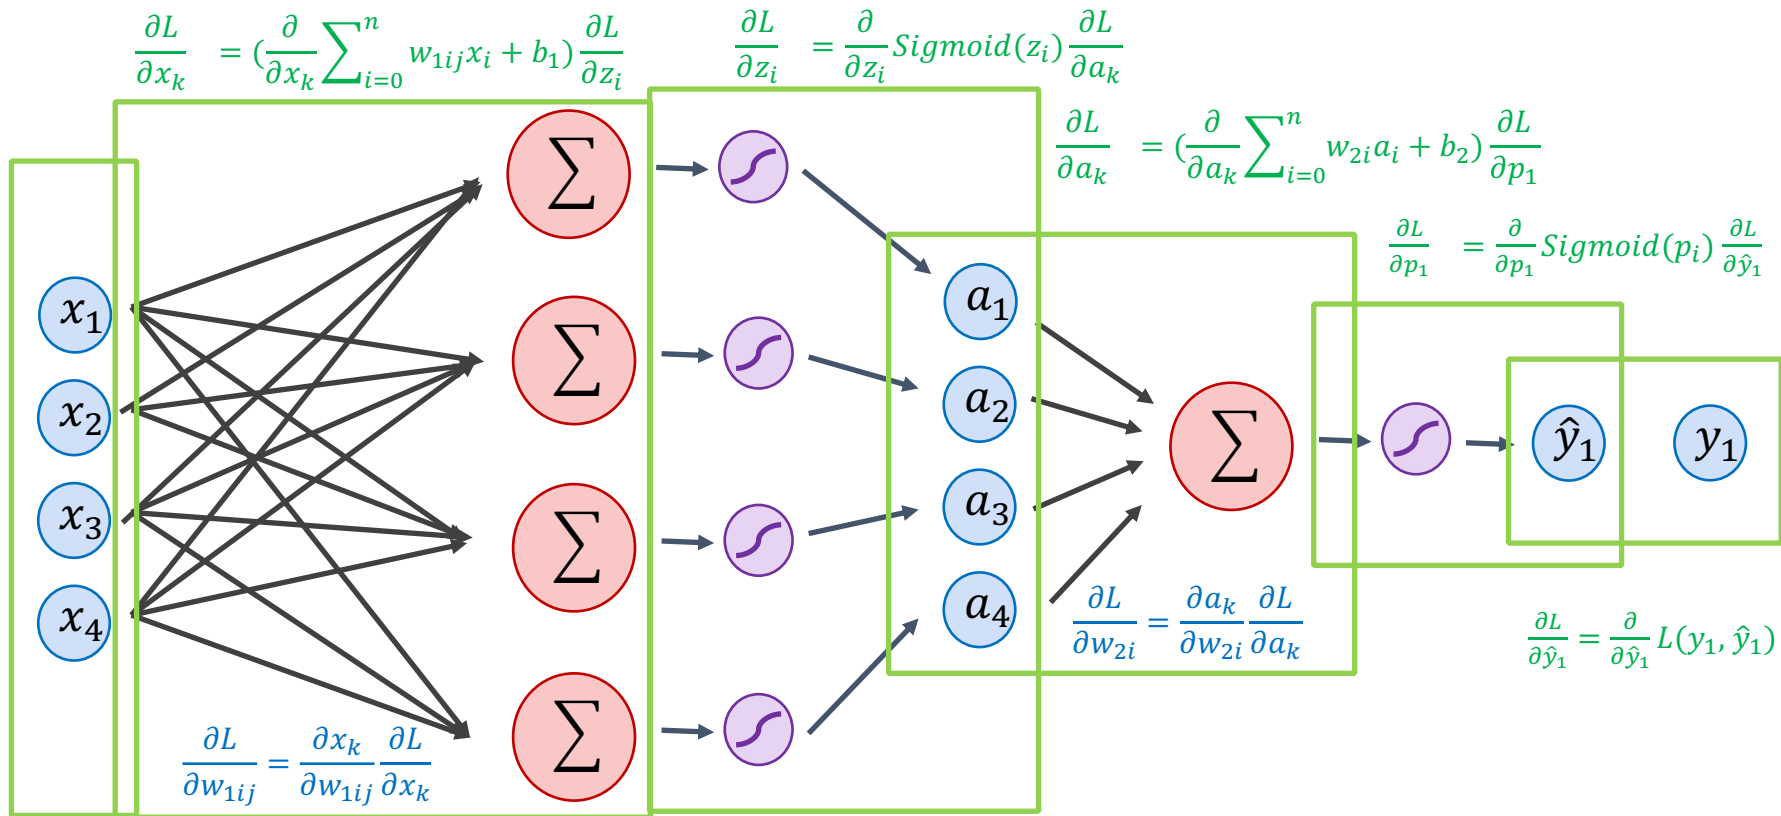 ∂L/∂x_k = (∂/∂x_k ∑_{i=0}^{n} w_{1ij}x_i + b_1) ∂L/∂z_i
∂L/∂z_i = ∂/∂z_i Sigmoid(z_i) ∂L/∂a_k
∂L/∂a_k = (∂/∂a_k ∑_{i=0}^{n} w_{2i}a_i + b_2) ∂L/∂p_1
∂L/∂p_1 = ∂/∂p_1 Sigmoid(p_i) ∂L/∂ŷ_1
x_1
x_2
x_3
x_4
∑
∑
∑
∑
a_1
a_2
a_3
a_4
∑
ŷ_1
y_1
∂L/∂w_{2i} = ∂a_k/∂w_{2i} ∂L/∂a_k
∂L/∂ŷ_1 = ∂/∂ŷ_1 L(y_1, ŷ_1)
∂L/∂w_{1ij} = ∂x_k/∂w_{1ij} ∂L/∂x_k